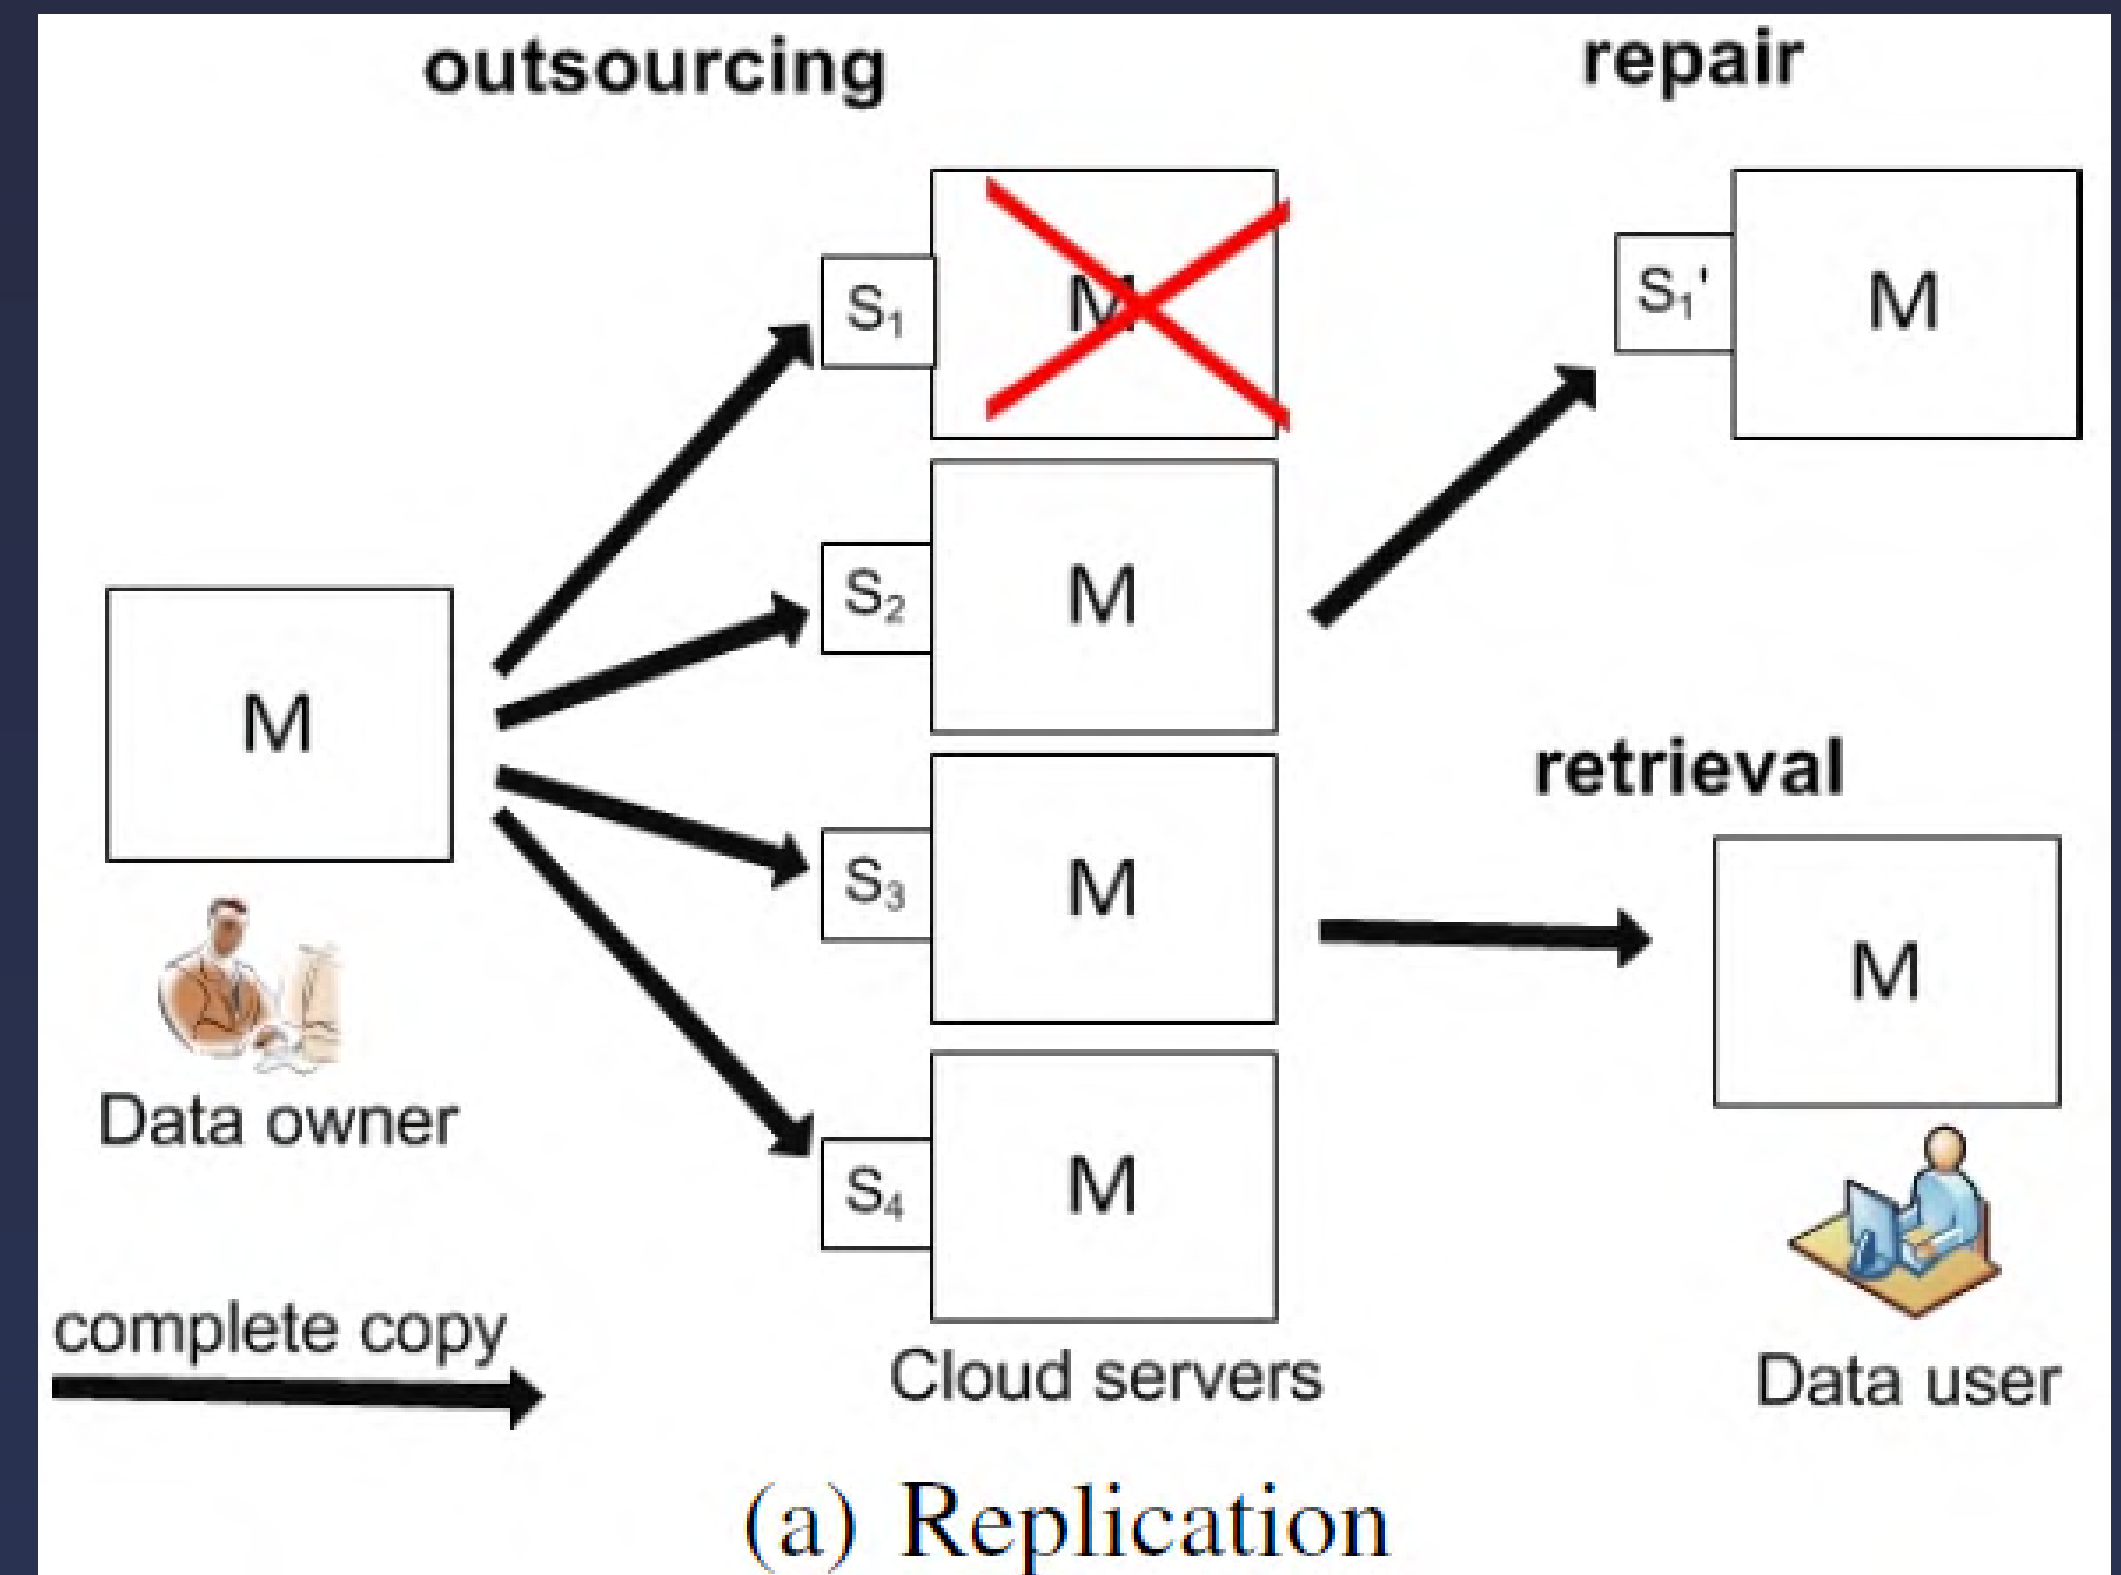 outsourcing
repair
S₁
M
S₁'
M
S₂
M
M
retrieval
S₃
M
M
Data owner
S₄
M
complete copy
Cloud servers
Data user
(a) Replication